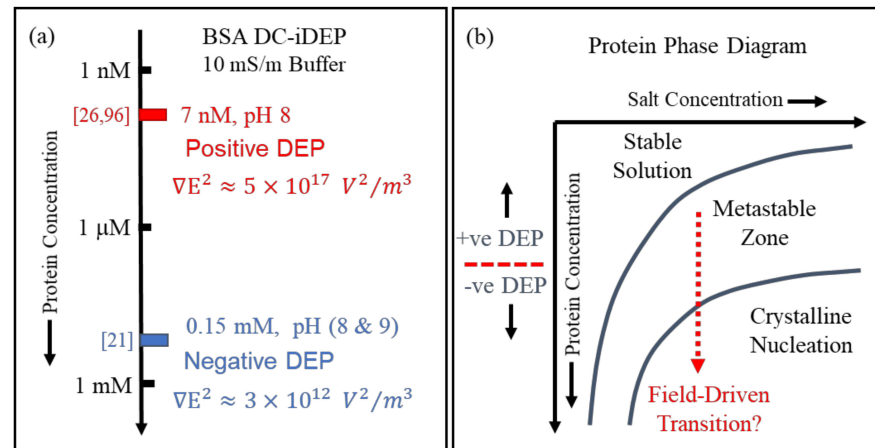 (a)
BSA DC-iDEP
10 mS/m Buffer
1 nM
[26,96]
7 nM, pH 8
Positive DEP
∇E² ≈ 5 × 10¹⁷ V²/m³
Protein Concentration
1 μM
[21]
0.15 mM, pH (8 & 9)
Negative DEP
1 mM
∇E² ≈ 3 × 10¹² V²/m³
(b)
Protein Phase Diagram
Salt Concentration
Stable
Solution
Metastable
Zone
+ve DEP
-ve DEP
Protein Concentration
Crystalline
Nucleation
Field-Driven
Transition?